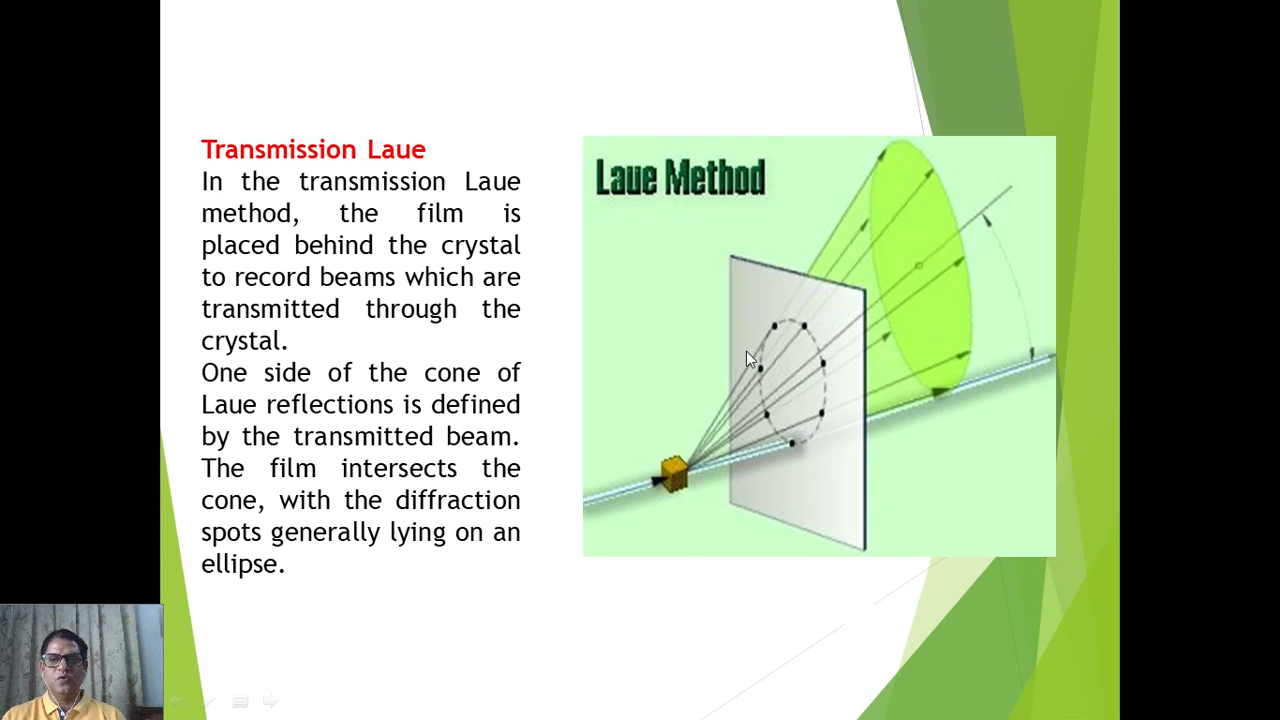 Transmission Laue
In the transmission Laue
method, the film is
placed behind the crystal
to record beams which are
transmitted through the
crystal.
One side of the cone of
Laue reflections is defined
by the transmitted beam.
The film intersects the
cone, with the diffraction
spots generally lying on an
ellipse.
Laue Method